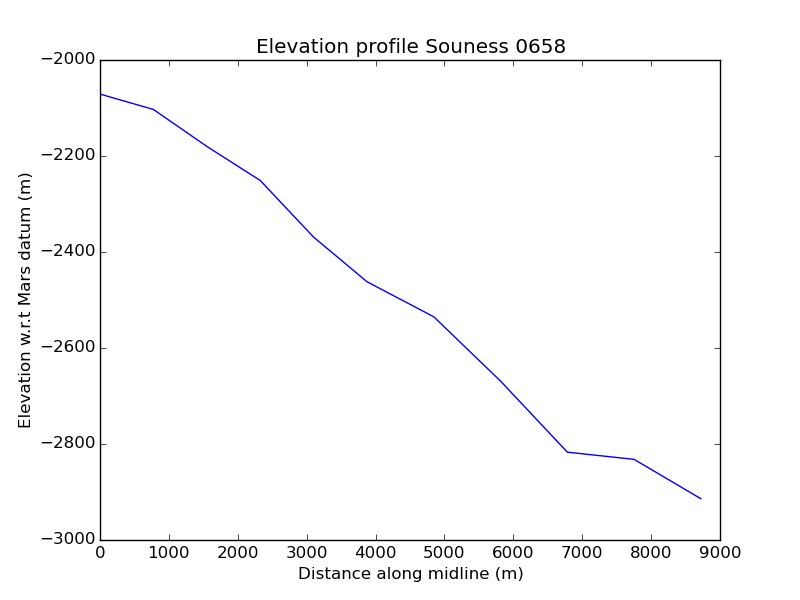 Elevation profile Souness 0658
−2000
−2200
−2400
−2600
−2800
−3000
Elevation w.r.t Mars datum (m)
0 1000 2000 3000 4000 5000 6000 7000 8000 9000
Distance along midline (m)